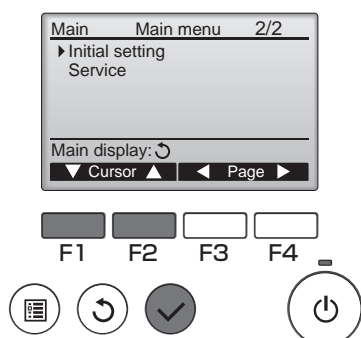 Main Main menu 2/2
Initial setting
Service
Main display:
Cursor Page
F1 F2 F3 F4